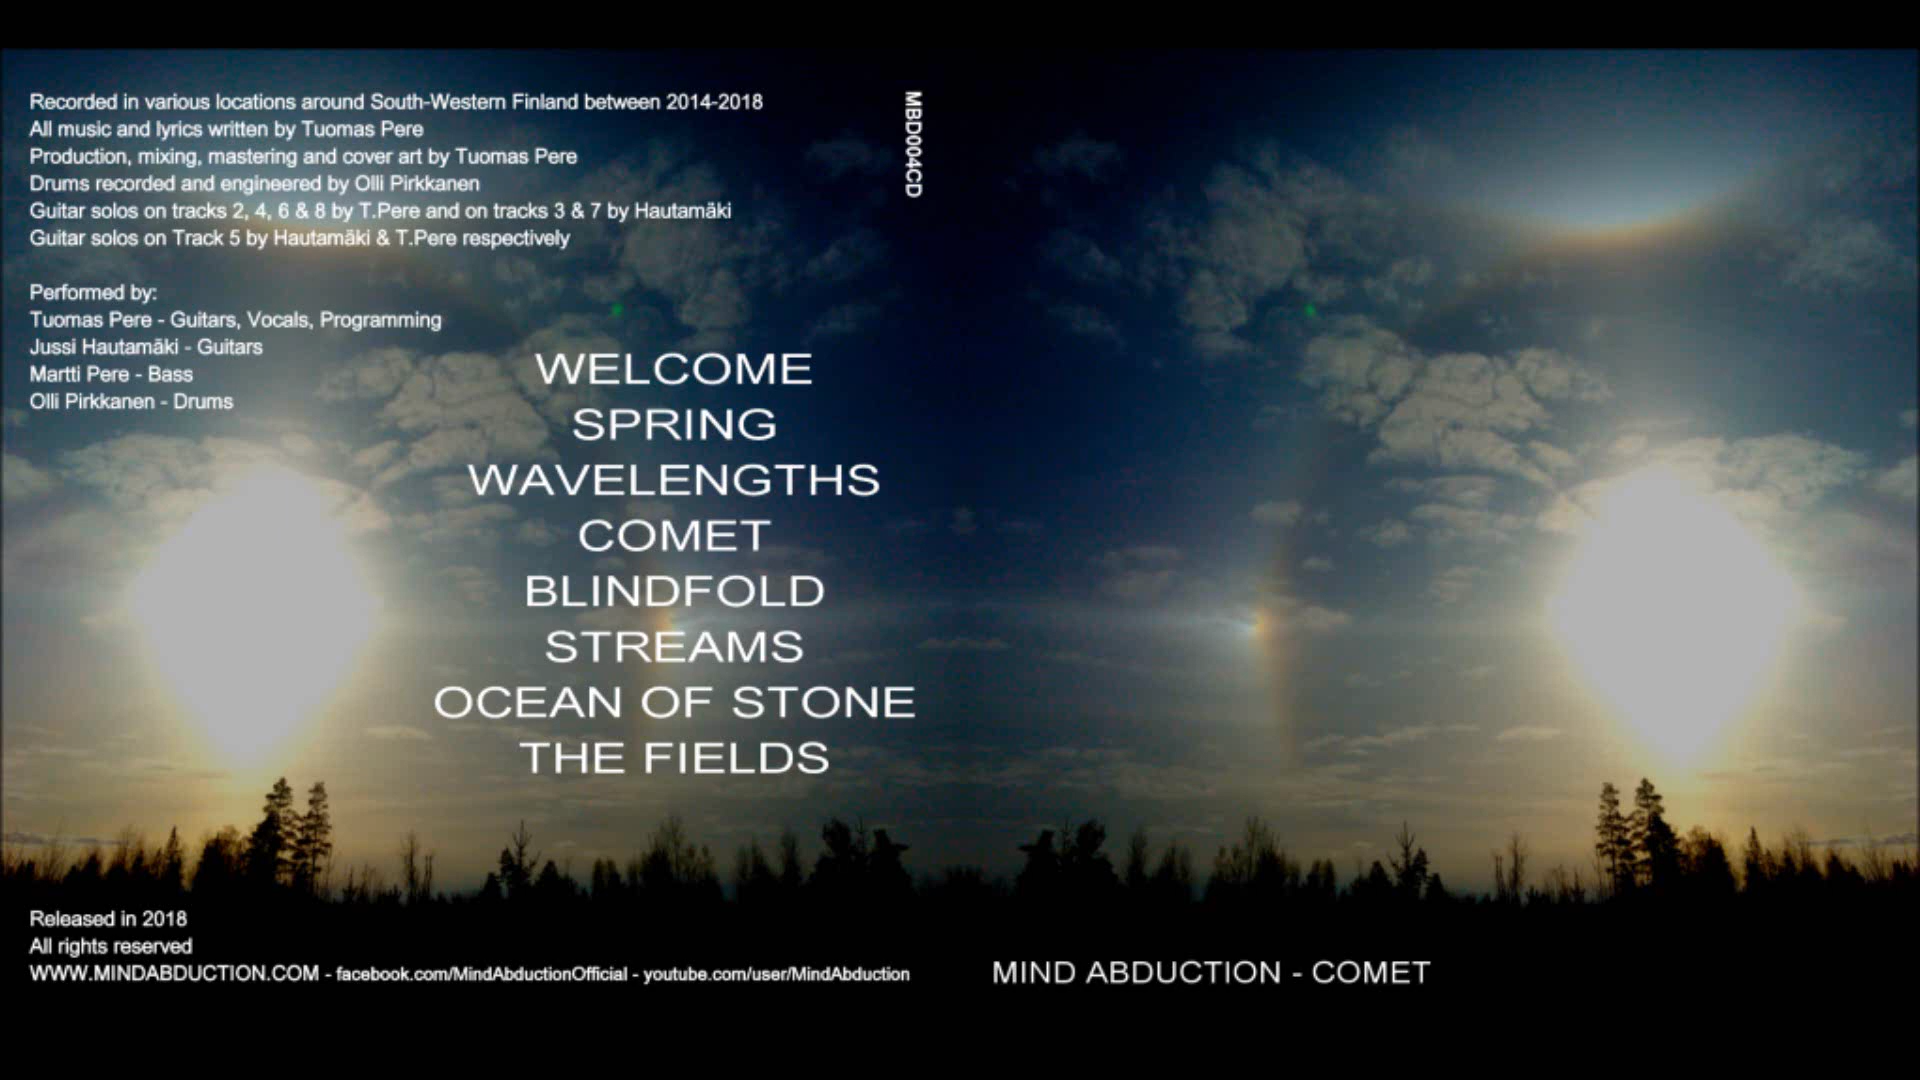 Recorded in various locations around South-Western Finland between 2014-2018
All music and lyrics written by Tuomas Pere
Production, mixing, mastering and cover art by Tuomas Pere
Drums recorded and engineered by Olli Pirkkanen
Guitar solos on tracks 2, 4, 6 & 8 by T.Pere and on tracks 3 & 7 by Hautamäki
Guitar solos on Track 5 by Hautamäki & T.Pere respectively
Performed by:
Tuomas Pere - Guitars, Vocals, Programming
Jussi Hautamäki - Guitars
Martti Pere - Bass
Olli Pirkkanen - Drums
WELCOME
SPRING
WAVELENGTHS
COMET
BLINDFOLD
STREAMS
OCEAN OF STONE
THE FIELDS
Released in 2018
All rights reserved
WWW.MINDABDUCTION.COM - facebook.com/MindAbductionOfficial - youtube.com/user/MindAbduction
MBD004CD
MIND ABDUCTION - COMET